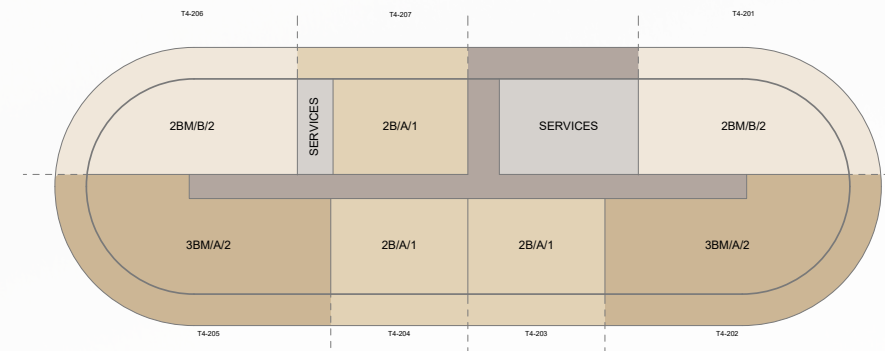 T4-206
T4-207
T4-201
2BM/B/2
SERVICES
2B/A/1
SERVICES
2BM/B/2
3BM/A/2
2B/A/1
2B/A/1
3BM/A/2
T4-205
T4-204
T4-203
T4-202